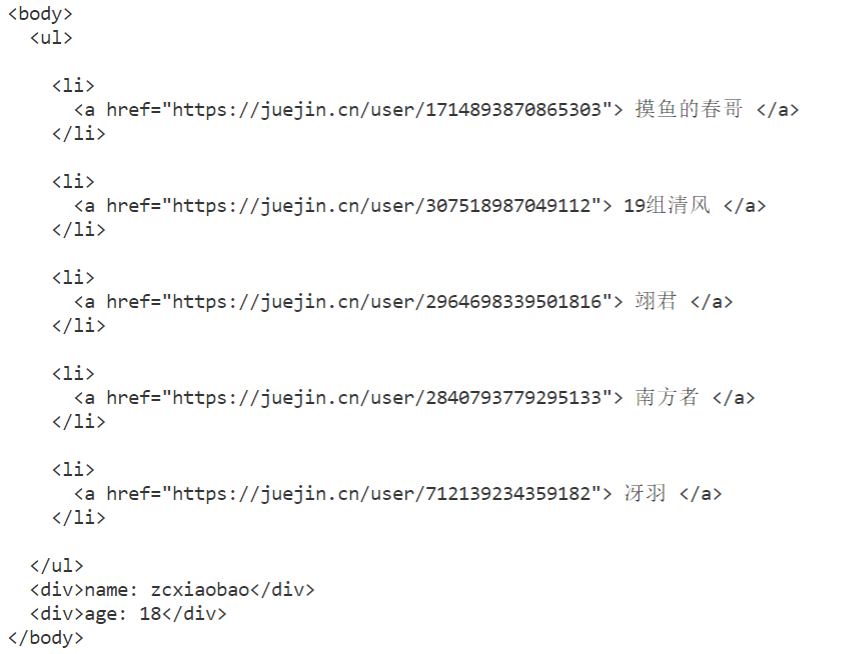 <body>
<ul>
<li>
<a href="https://juejin.cn/user/1714893870865303"> 摸鱼的春哥 </a>
</li>
<li>
<a href="https://juejin.cn/user/307518987049112"> 19组清风 </a>
</li>
<li>
<a href="https://juejin.cn/user/2964698339501816"> 翊君 </a>
</li>
<li>
<a href="https://juejin.cn/user/2840793779295133"> 南方者 </a>
</li>
<li>
<a href="https://juejin.cn/user/712139234359182"> 冴羽 </a>
</li>
</ul>
<div>name: zcxiaobao</div>
<div>age: 18</div>
</body>